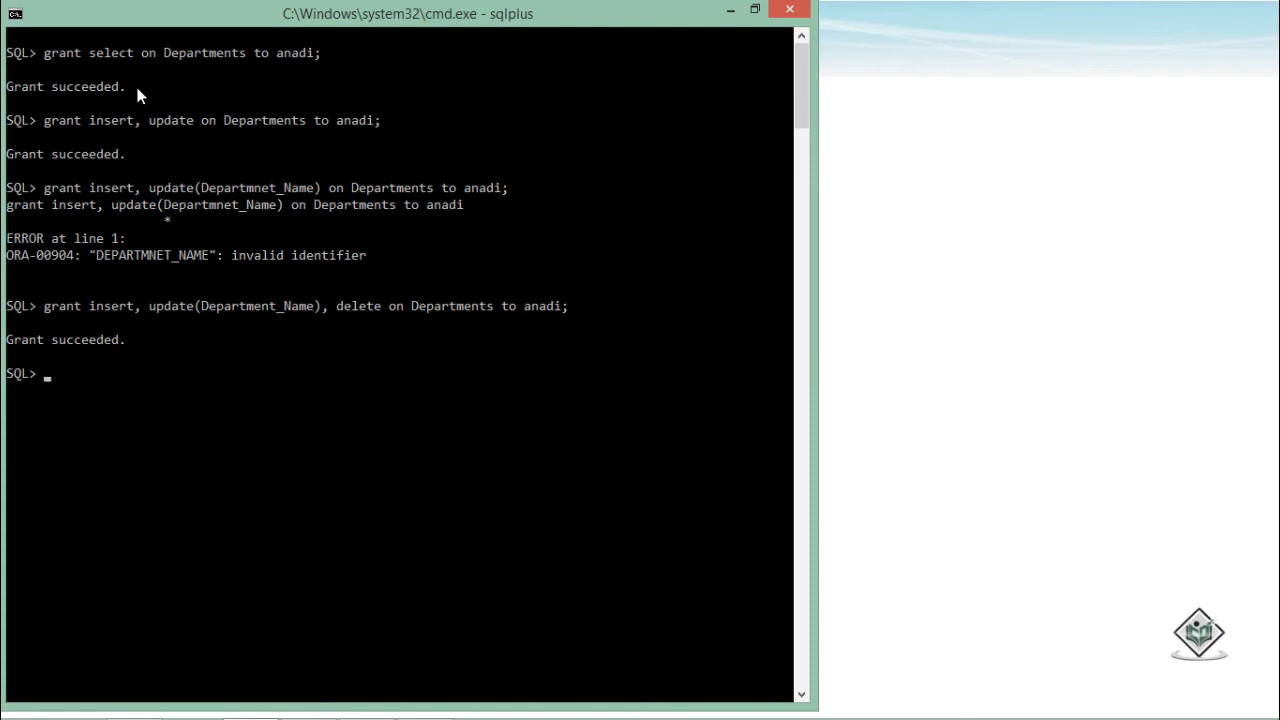 C:\Windows\system32\cmd.exe - sqlplus
SQL> grant select on Departments to anadi;
Grant succeeded.
SQL> grant insert, update on Departments to anadi;
Grant succeeded.
SQL> grant insert, update(Departmnet_Name) on Departments to anadi;
grant insert, update(Departmnet_Name) on Departments to anadi
*
ERROR at line 1:
ORA-00904: "DEPARTMNET_NAME": invalid identifier
SQL> grant insert, update(Department_Name), delete on Departments to anadi;
Grant succeeded.
SQL> _